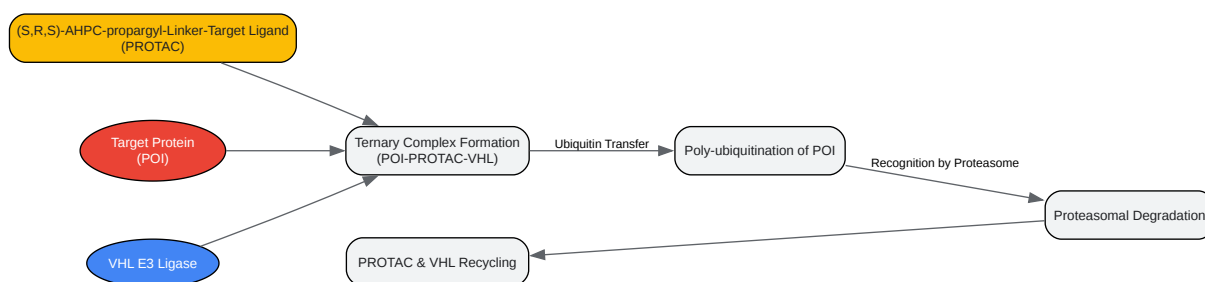 (S,R,S)-AHPC-propargyl-Linker-Target Ligand
(PROTAC)
Target Protein
(POI)
VHL E3 Ligase
Ternary Complex Formation
(POI-PROTAC-VHL)
Ubiquitin Transfer
Poly-ubiquitination of POI
Recognition by Proteasome
Proteasomal Degradation
PROTAC & VHL Recycling